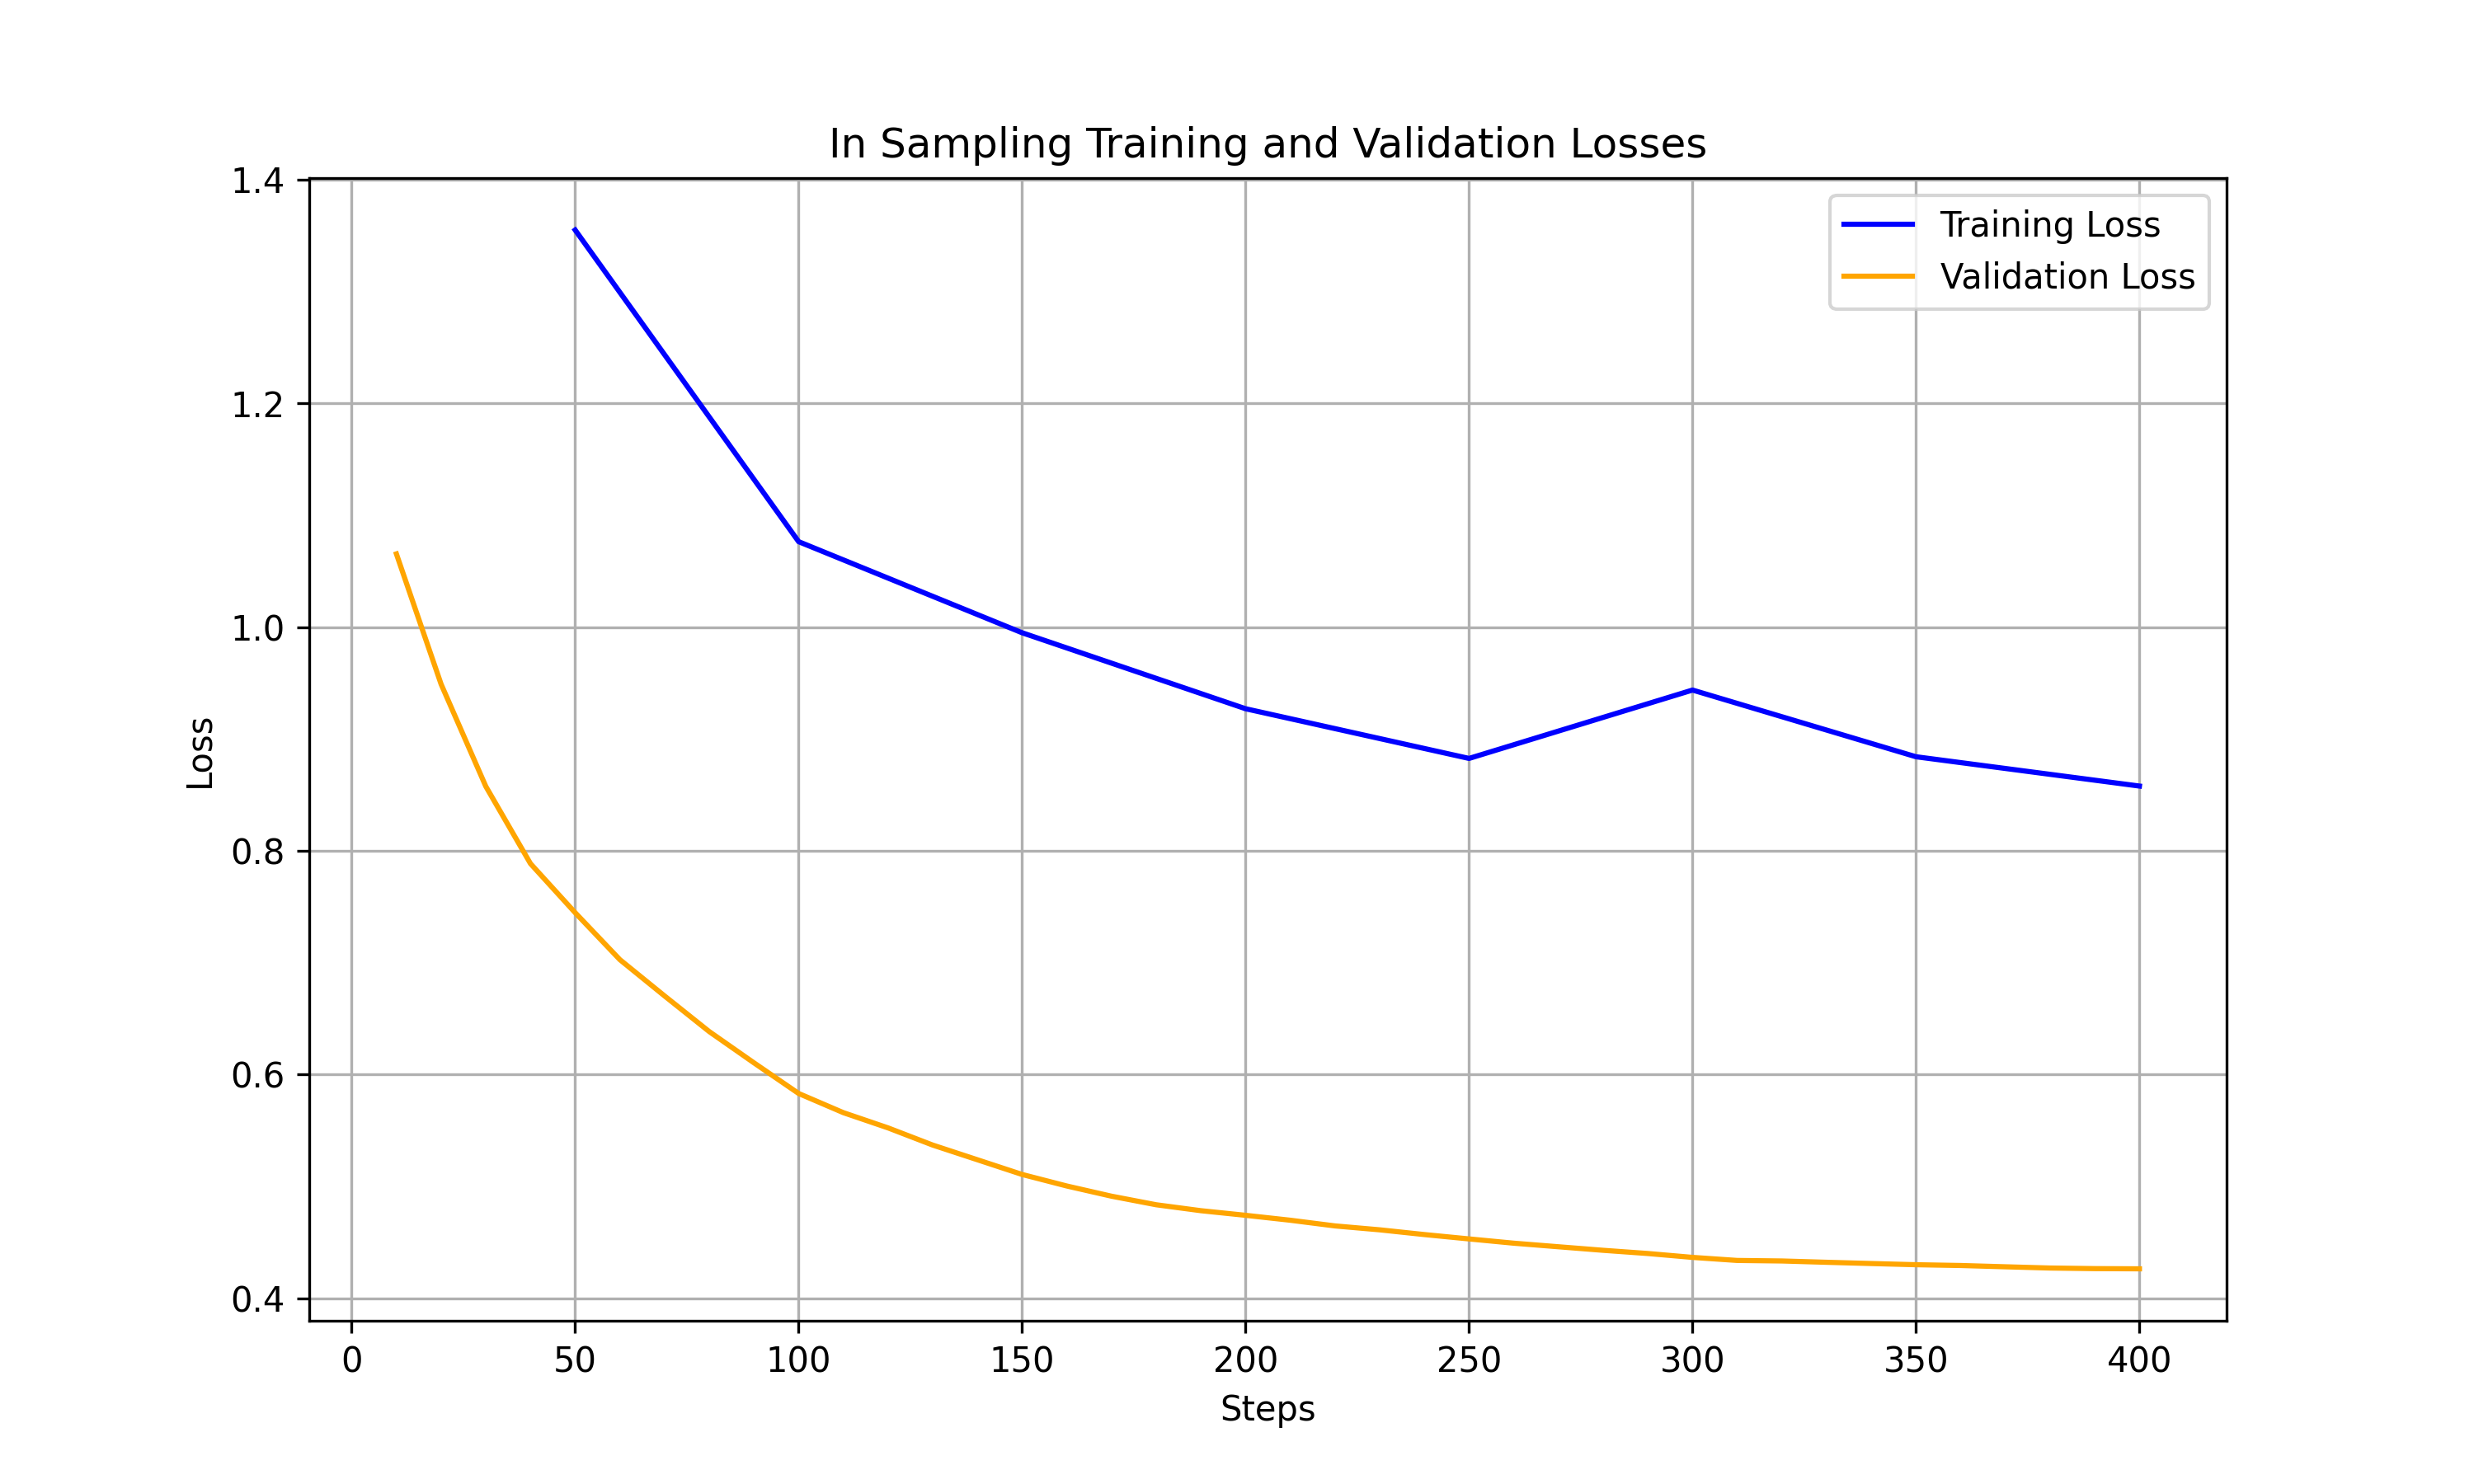 In Sampling Training and Validation Losses
Training Loss
Validation Loss
Loss
1.4
1.2
1.0
0.8
0.6
0.4
0 50 100 150 200 250 300 350 400
Steps